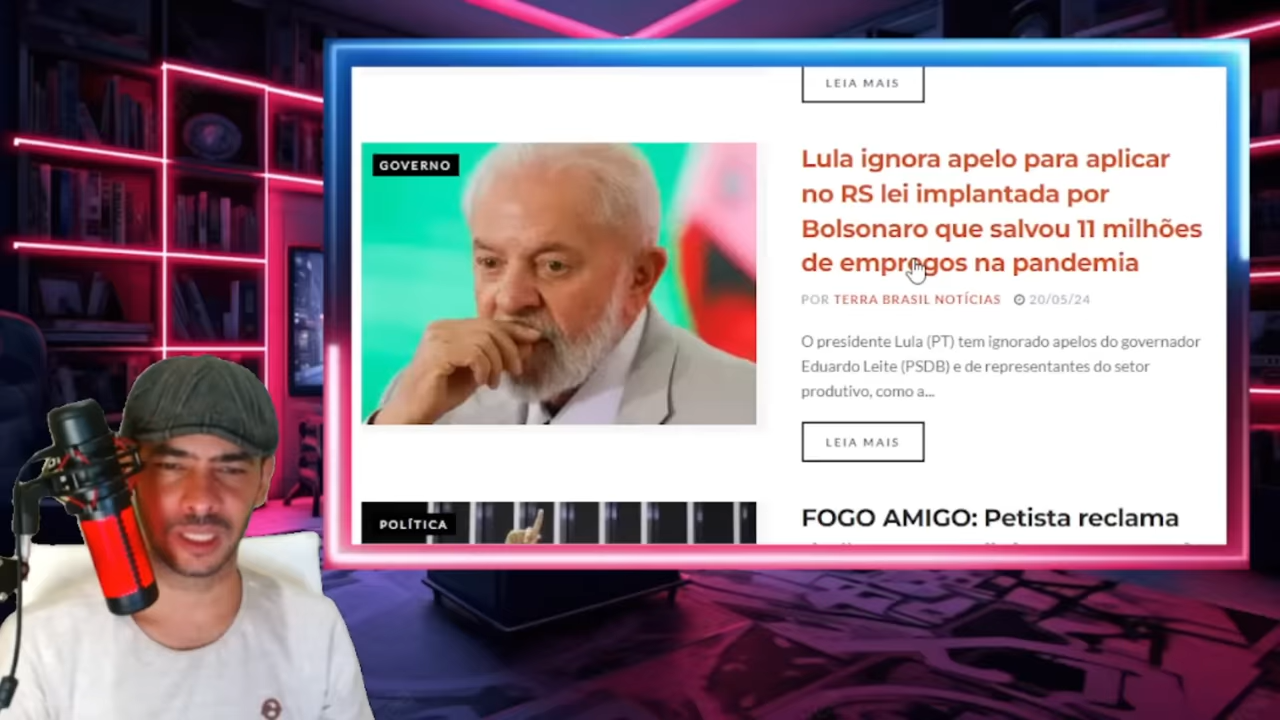 LEIA MAIS
GOVERNO
Lula ignora apelo para aplicar
no RS lei implantada por
Bolsonaro que salvou 11 milhões
de empregos na pandemia
POR TERRA BRASIL NOTÍCIAS 20/05/24
O presidente Lula (PT) tem ignorado apelos do governador
Eduardo Leite (PSDB) e de representantes do setor
produtivo, como a...
LEIA MAIS
POLÍTICA
FOGO AMIGO: Petista reclama